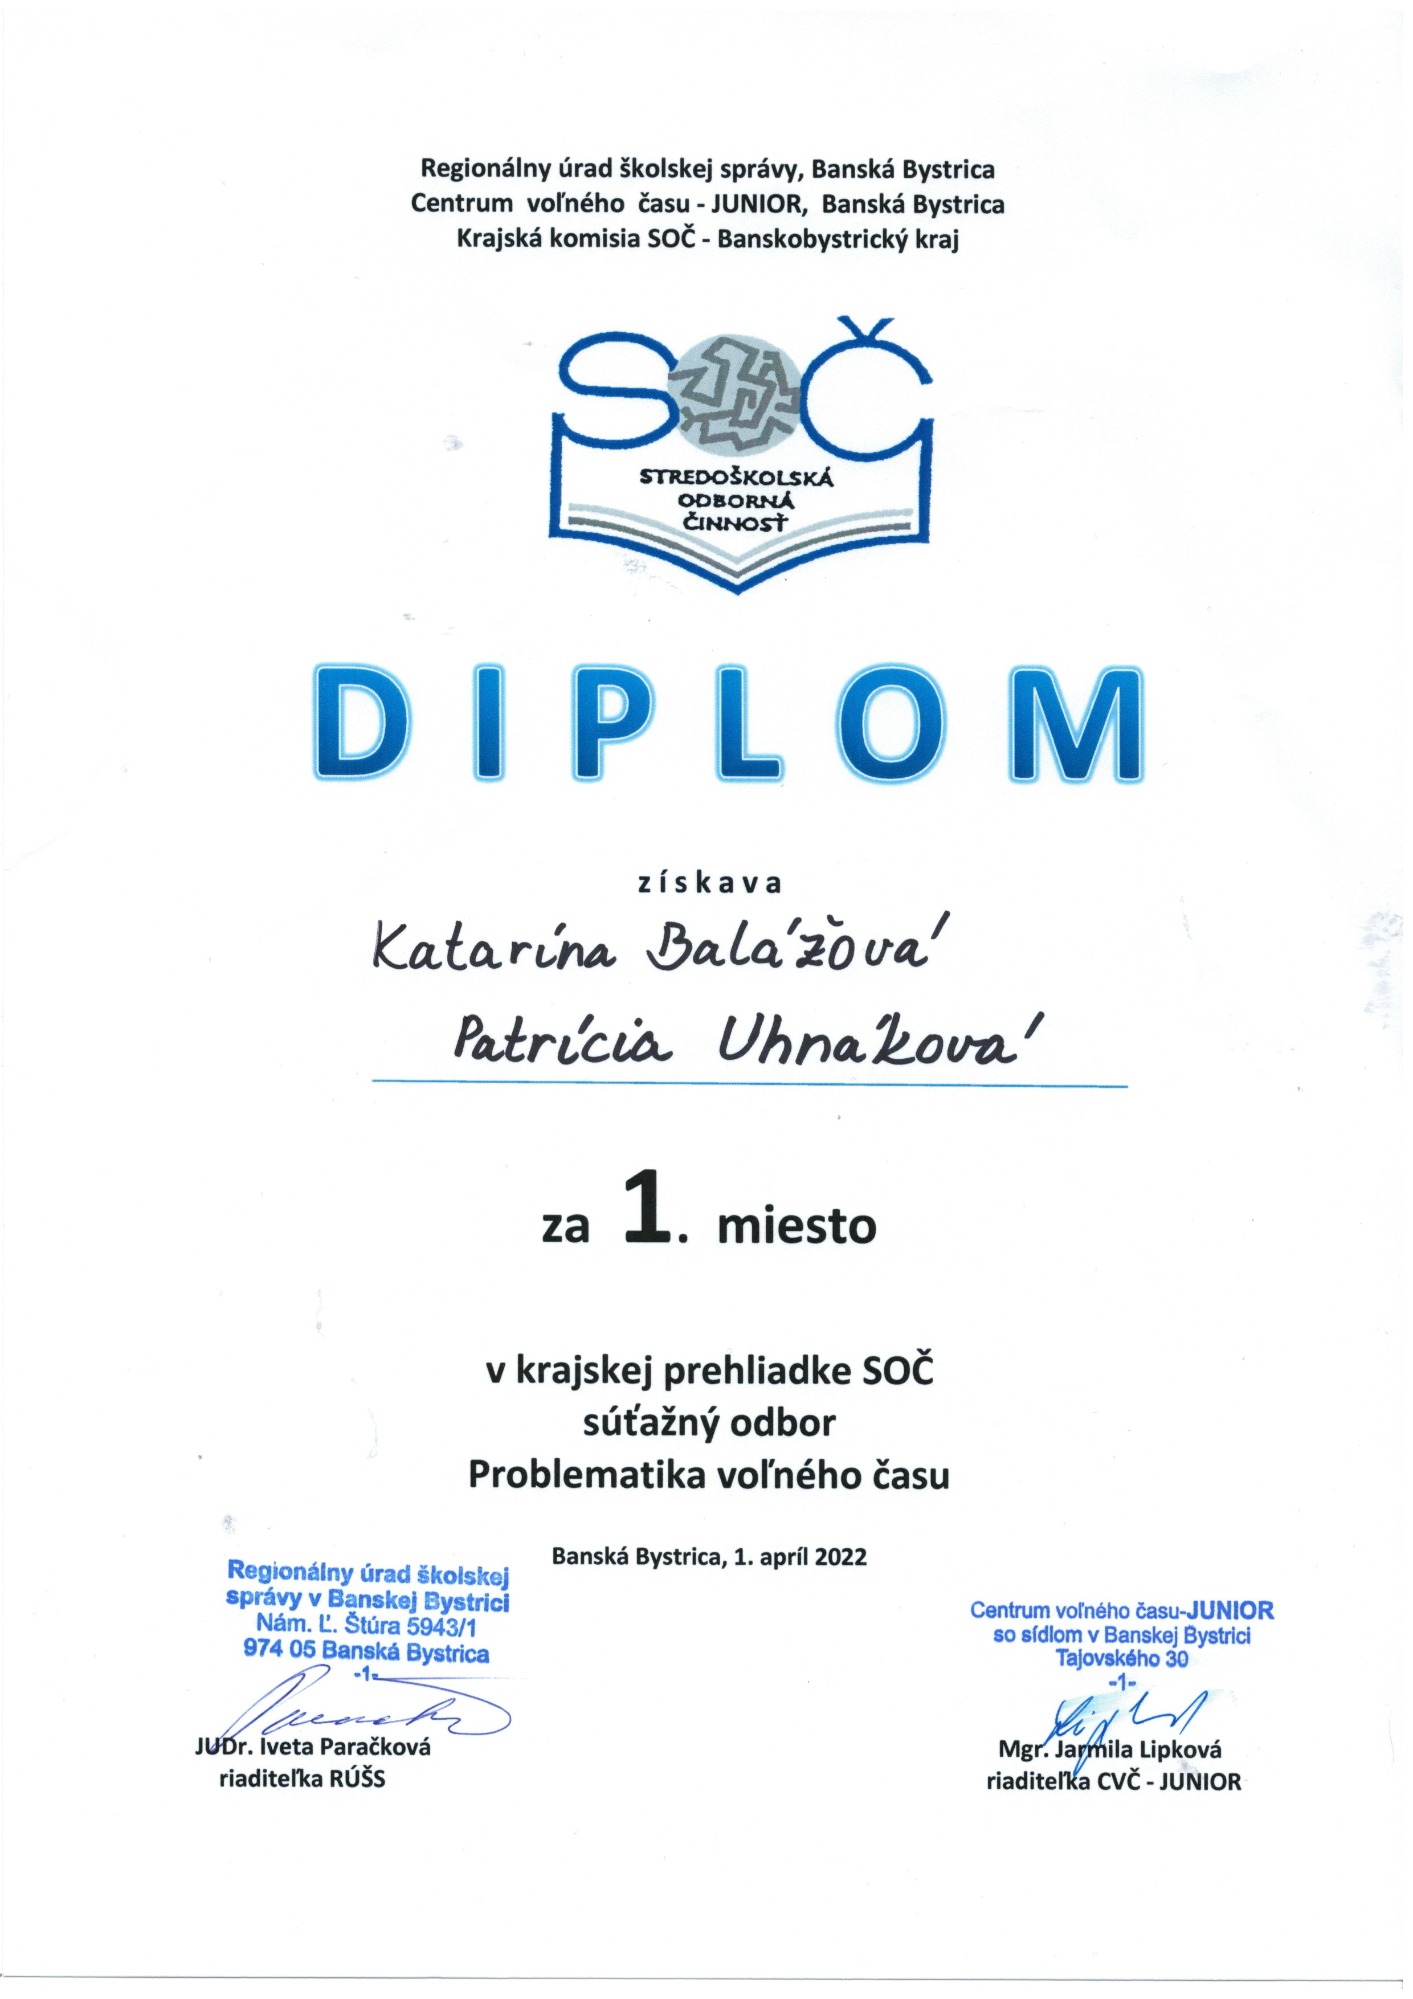 Regionálny úrad školskej správy, Banská Bystrica
Centrum voľného času - JUNIOR, Banská Bystrica
Krajská komisia SOČ - Banskobystrický kraj
SOČ
STREDOŠKOLSKÁ
ODBORNÁ
ČINNOSŤ
DIPLOM
získava
Katarína Balážová
Patrícia Uhnáková
za 1. miesto
v krajskej prehliadke SOČ
súťažný odbor
Problematika voľného času
Banská Bystrica, 1. apríl 2022
Regionálny úrad školskej
správy v Banskej Bystrici
Nám. Ľ. Štúra 5943/1
974 05 Banská Bystrica
-1-
JUDr. Iveta Paračková
riaditeľka RÚŠS
Centrum voľného času-JUNIOR
so sídlom v Banskej Bystrici
Tajovského 30
-1-
Mgr. Jarmila Lipková
riaditeľka CVČ - JUNIOR